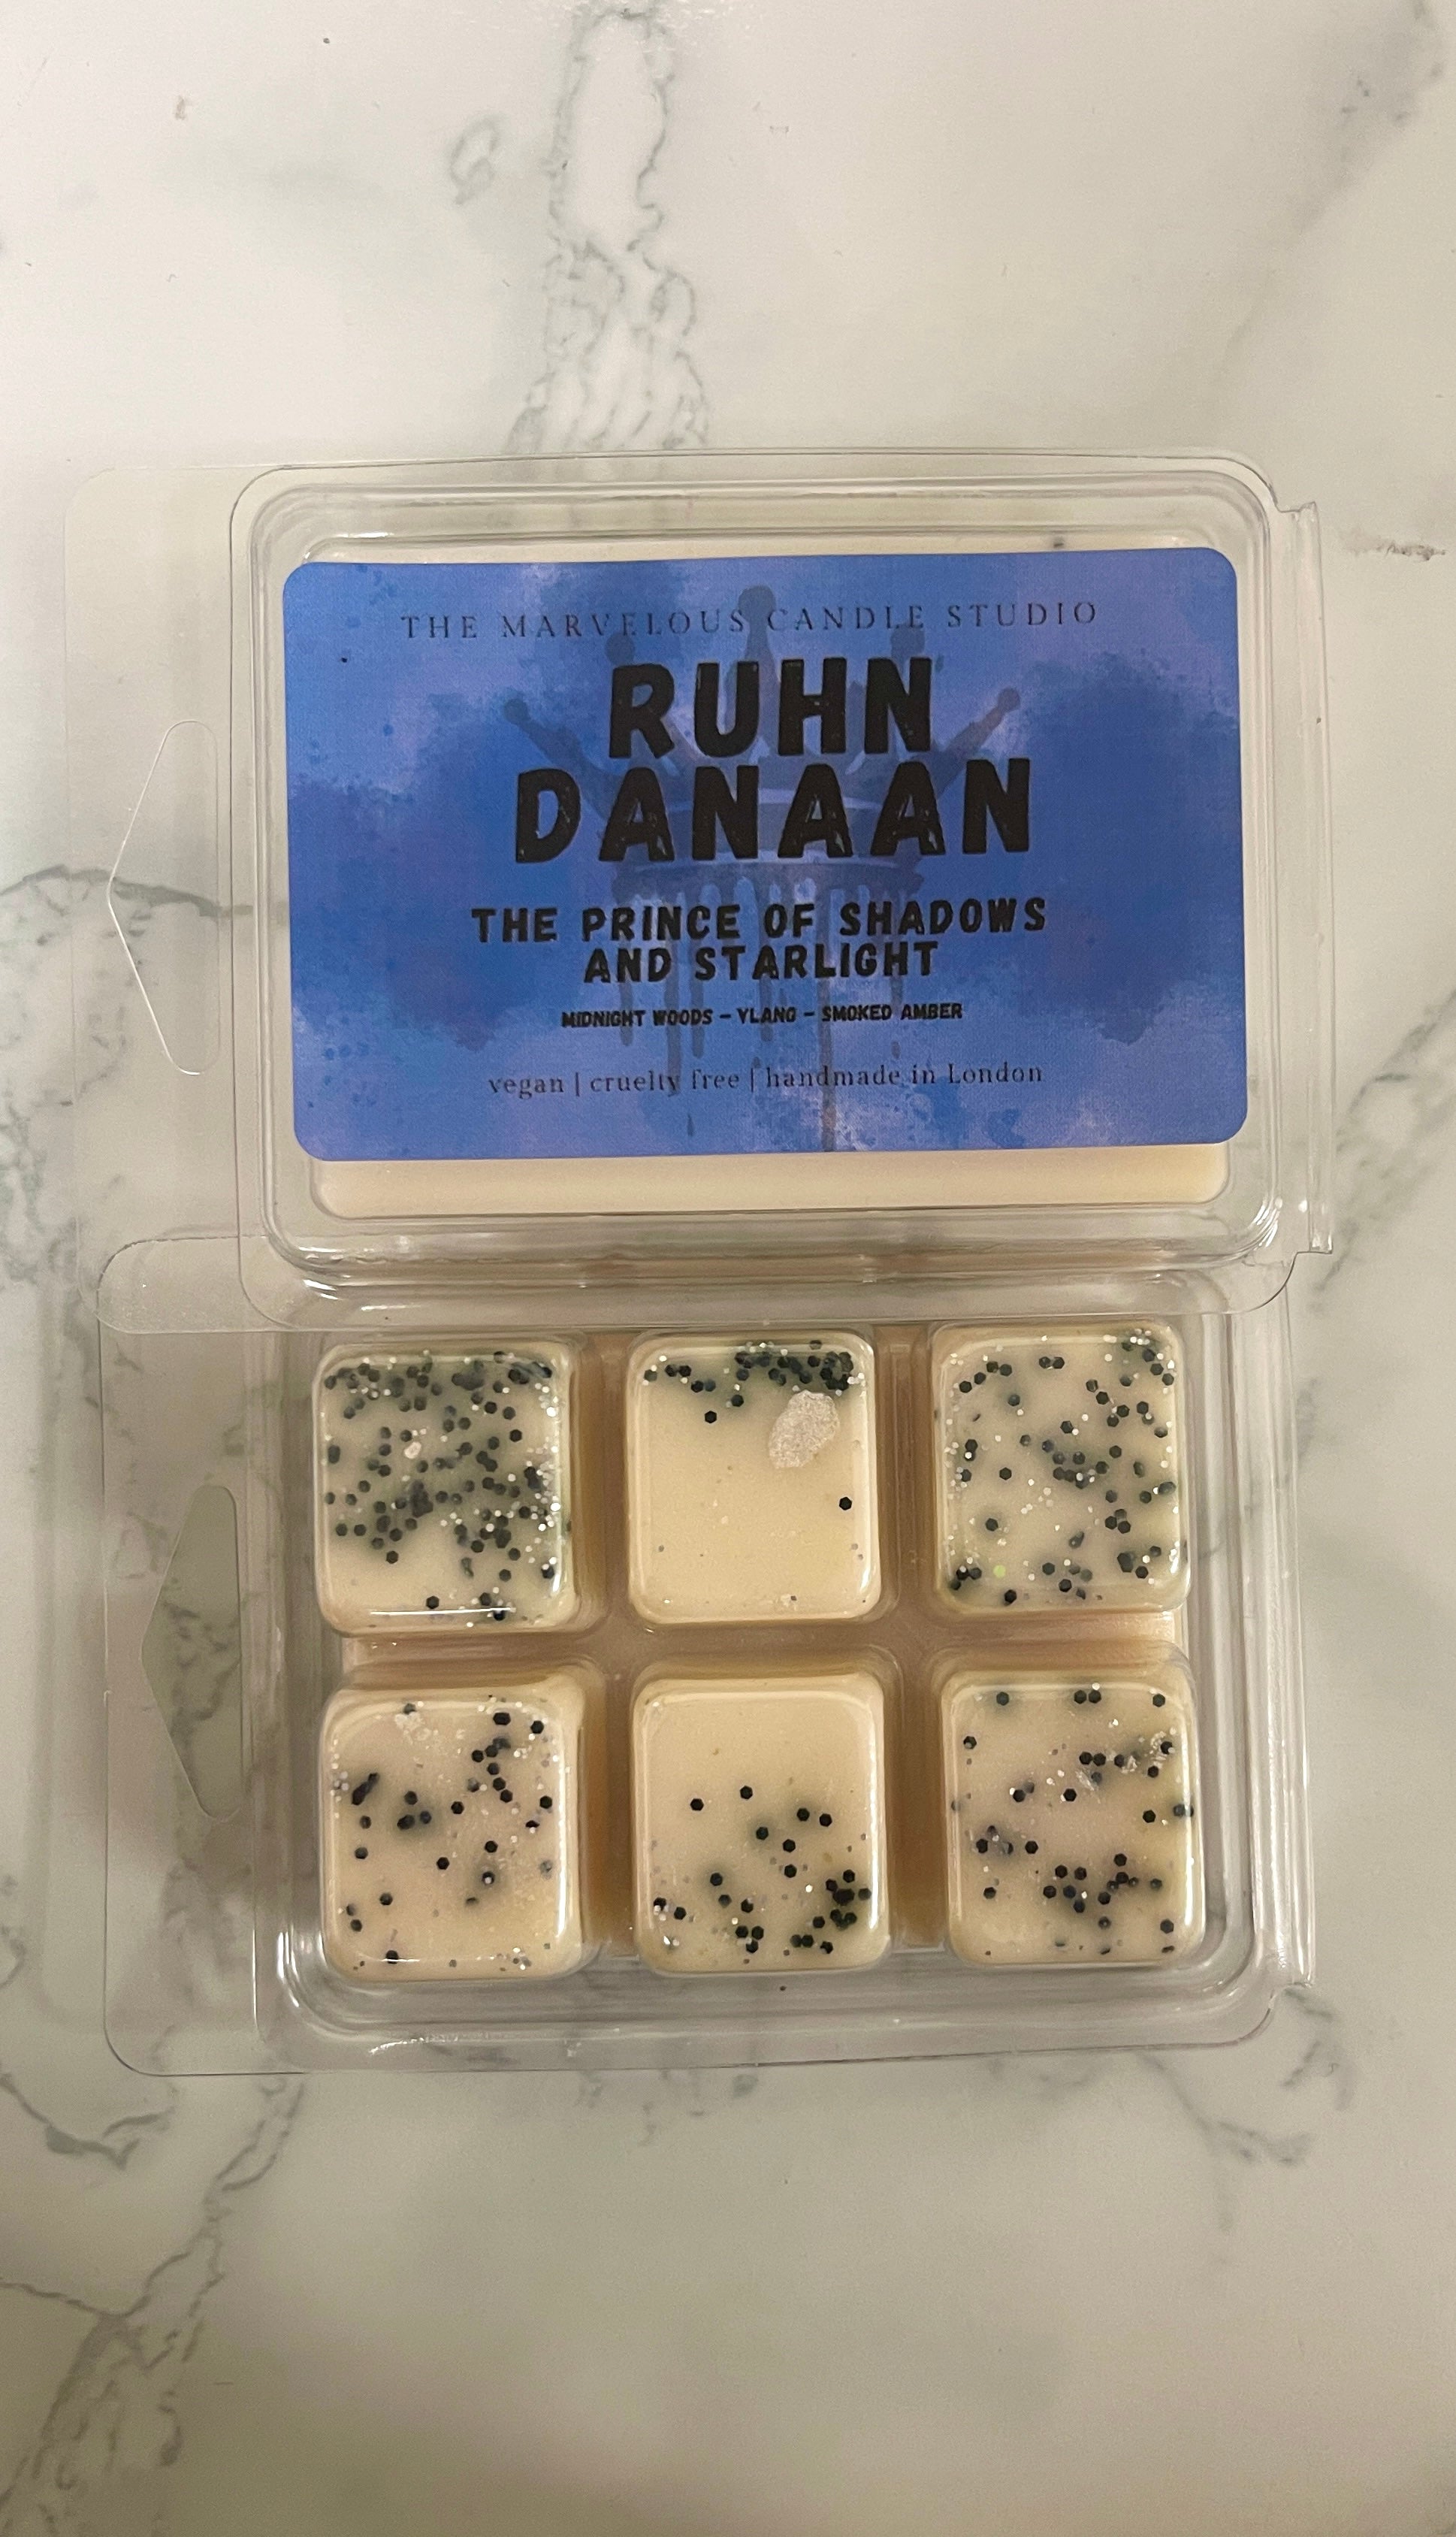 THE MARVELOUS CANDLE STUDIO
RUHN
DANAAN
THE PRINCE OF SHADOWS
AND STARLIGHT
MIDNIGHT WOODS - YLANG - SMOKED AMBER
vegan | cruelty free | handmade in London